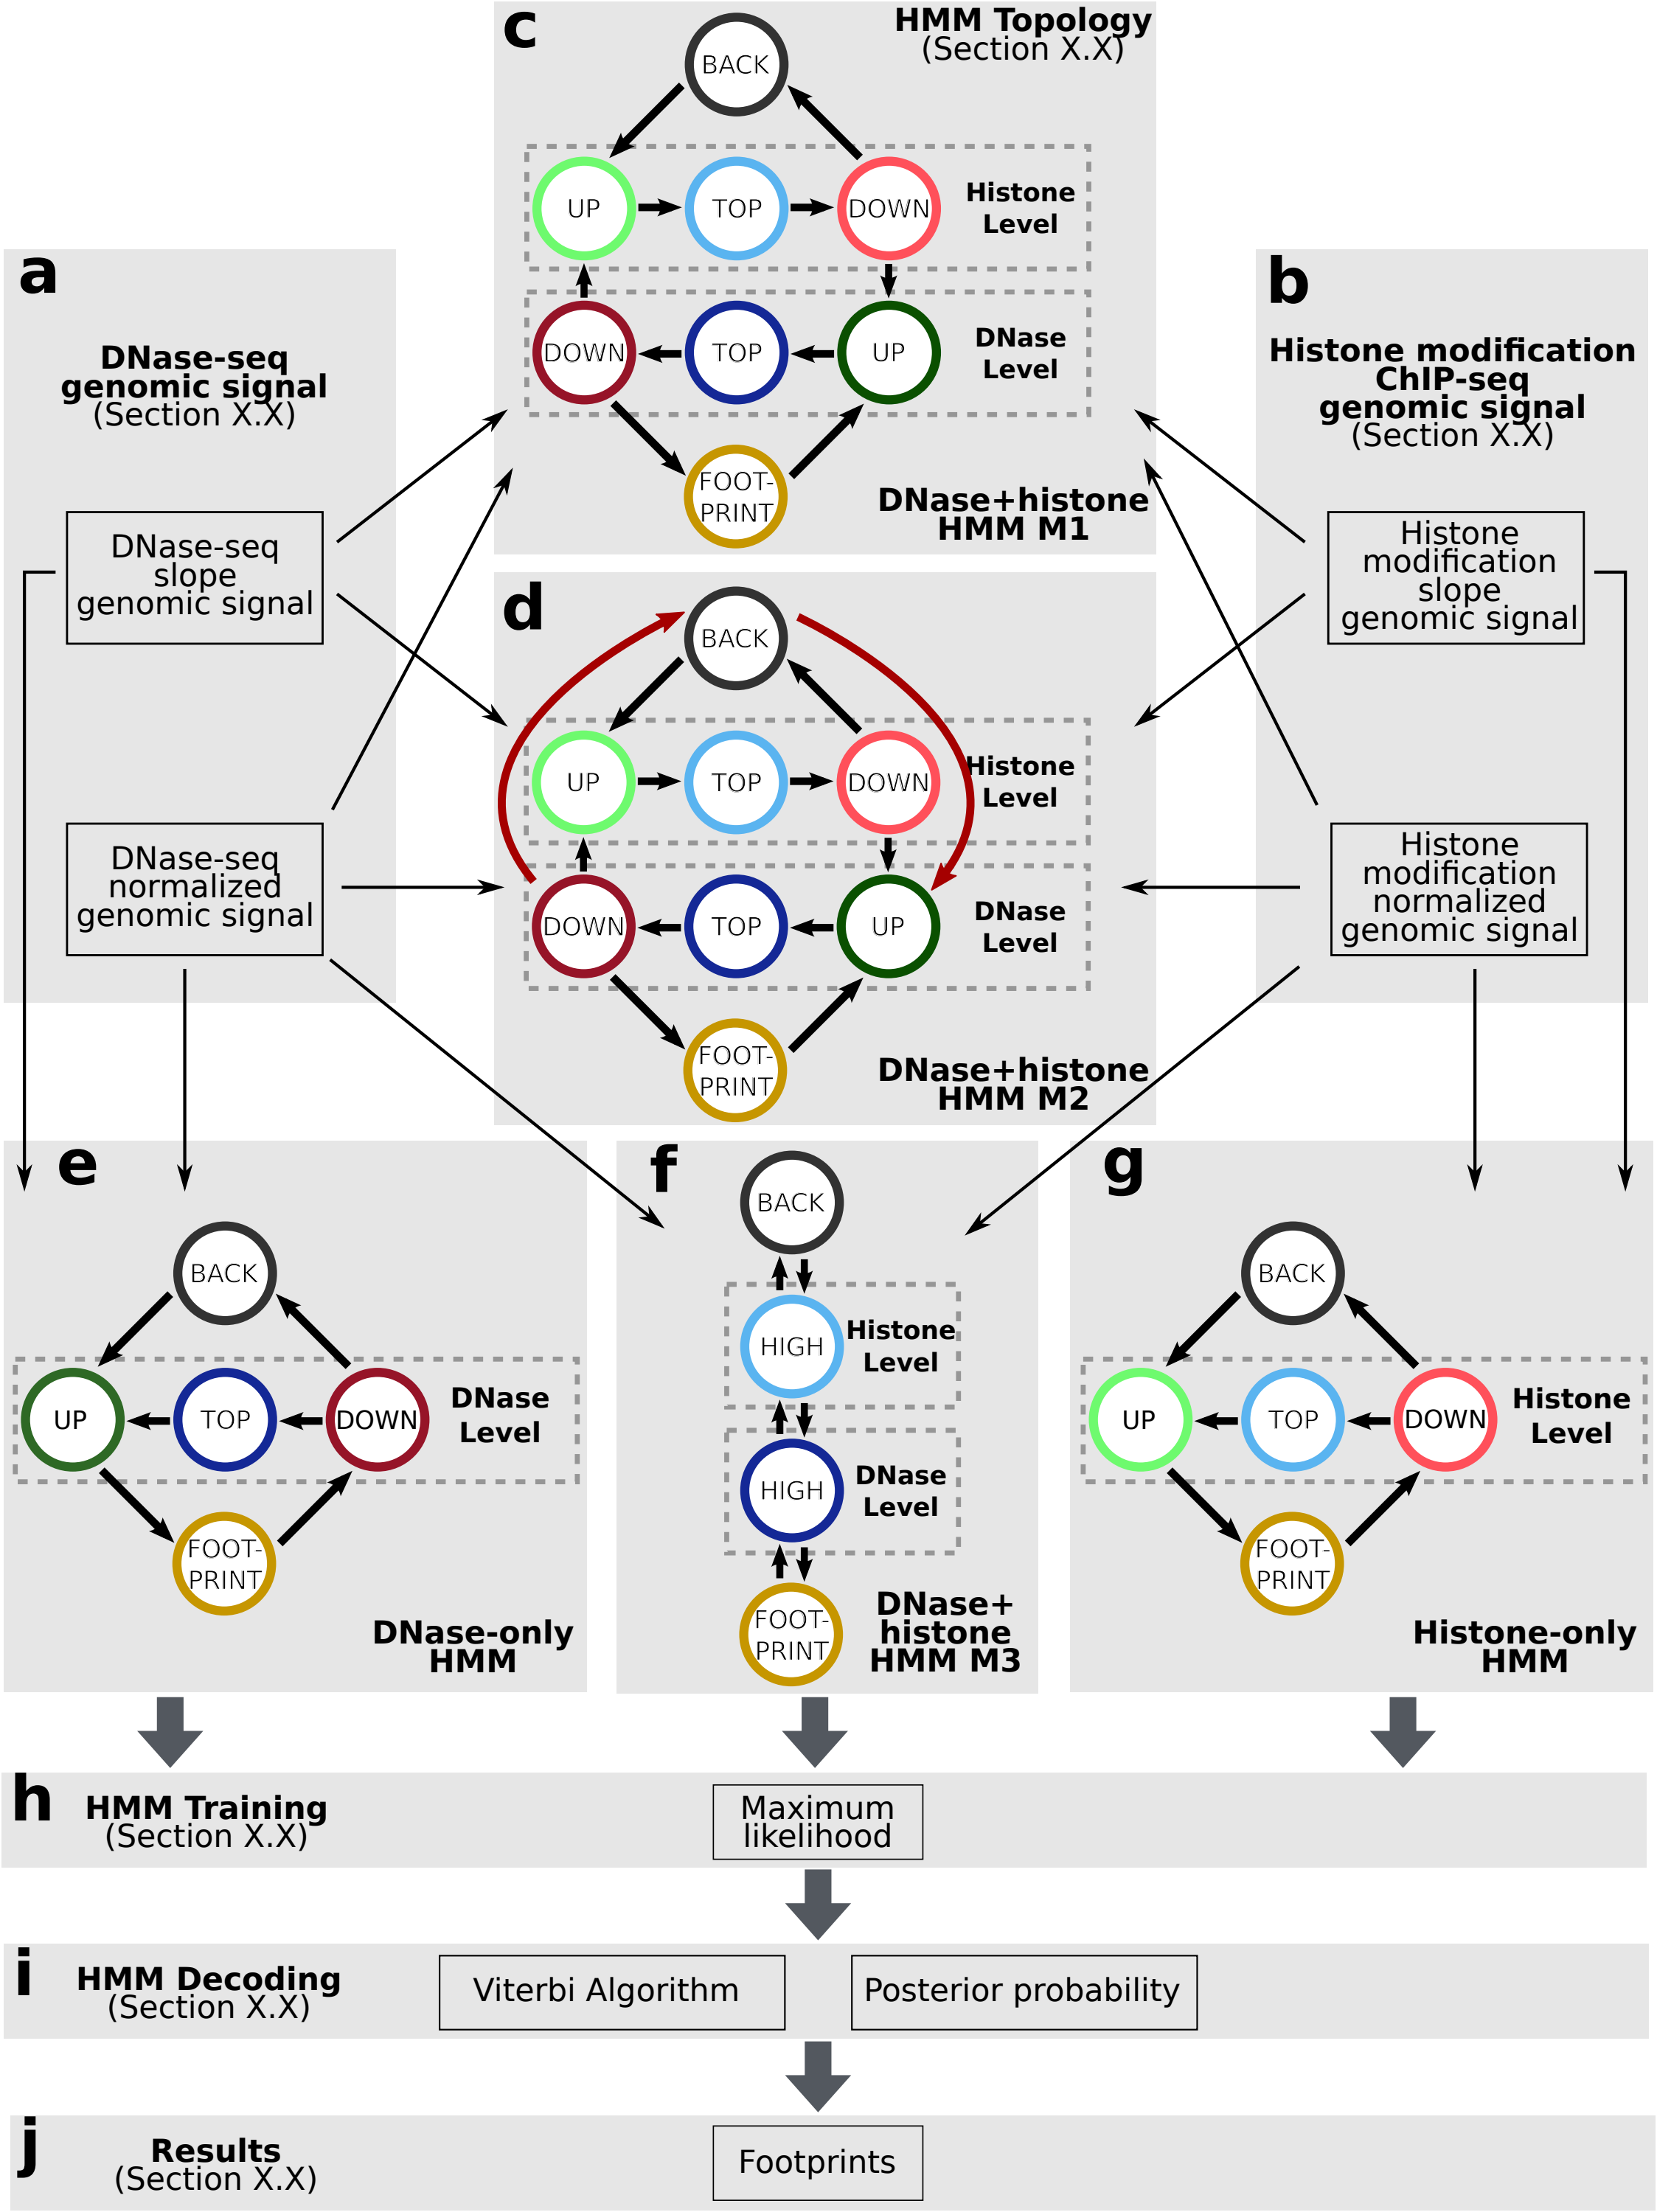 c
HMM Topology
(Section X.X)
BACK
UP
TOP
DOWN
Histone
Level
DOWN
TOP
UP
DNase
Level
FOOT-
PRINT
DNase+histone
HMM M1
a
DNase-seq
genomic signal
(Section X.X)
DNase-seq
slope
genomic signal
DNase-seq
normalized
genomic signal
b
Histone modification
ChIP-seq
genomic signal
(Section X.X)
Histone
modification
slope
genomic signal
Histone
modification
normalized
genomic signal
d
BACK
UP
TOP
DOWN
Histone
Level
DOWN
TOP
UP
DNase
Level
FOOT-
PRINT
DNase+histone
HMM M2
e
BACK
UP
TOP
DOWN
DNase
Level
FOOT-
PRINT
DNase-only
HMM
f
BACK
HIGH
Histone
Level
HIGH
DNase
Level
FOOT-
PRINT
DNase+
histone
HMM M3
g
BACK
UP
TOP
DOWN
Histone
Level
FOOT-
PRINT
Histone-only
HMM
h
HMM Training
(Section X.X)
Maximum
likelihood
i
HMM Decoding
(Section X.X)
Viterbi Algorithm
Posterior probability
j
Results
(Section X.X)
Footprints